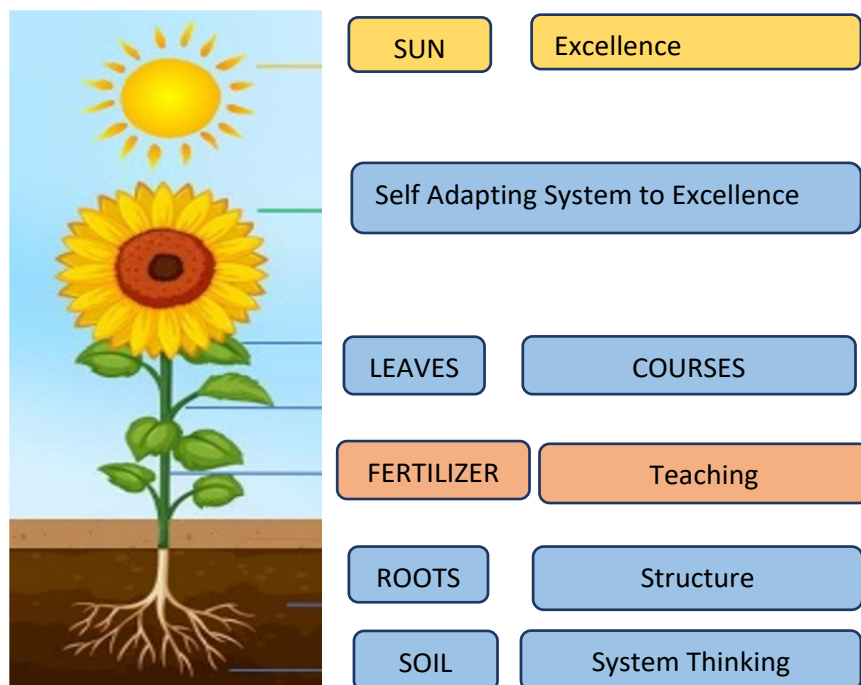 SUN Excellence
Self Adapting System to Excellence
LEAVES COURSES
FERTILIZER Teaching
ROOTS Structure
SOIL System Thinking